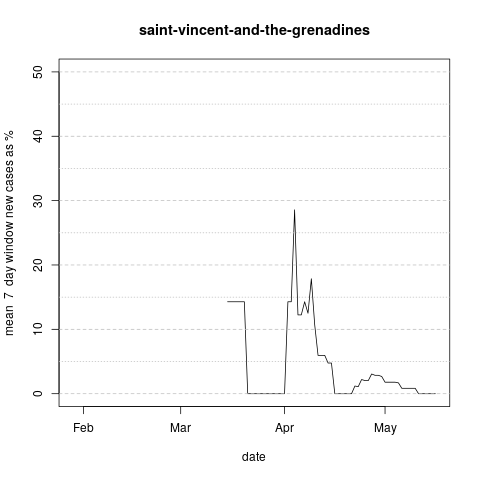 saint-vincent-and-the-grenadines
mean  7  day window new cases as %
50
40
30
20
10
0
Feb Mar Apr May
date